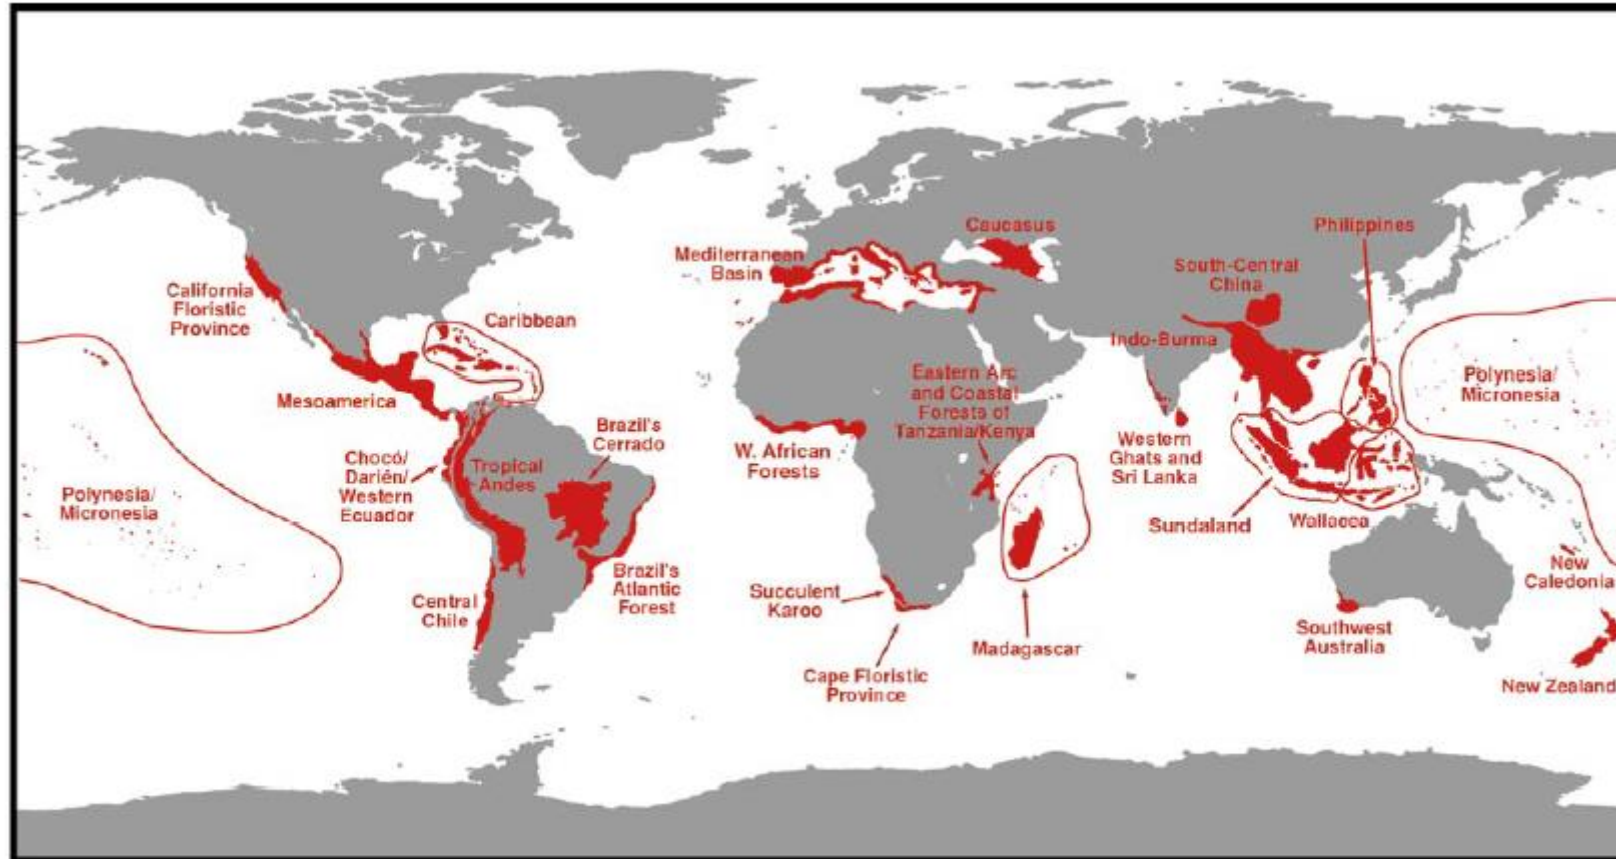 Caucasus
Philippines
Mediterranean
Basin
South-Central
China
California
Floristic
Province
Caribbean
Indo-Burma
Eastern Arc
and Coastal
Forests of
Tanzania/Kenya
Polynesia/
Micronesia
Mesoamerica
Brazil's
Cerrado
W. African
Forests
Western
Ghats and
Sri Lanka
Chocó/
Darién/
Western
Ecuador
Tropical
Andes
Polynesia/
Micronesia
Sundaland
Wallacea
New
Caledonia
Brazil's
Atlantic
Forest
Central
Chile
Succulent
Karoo
Madagascar
Southwest
Australia
Cape Floristic
Province
New Zealand